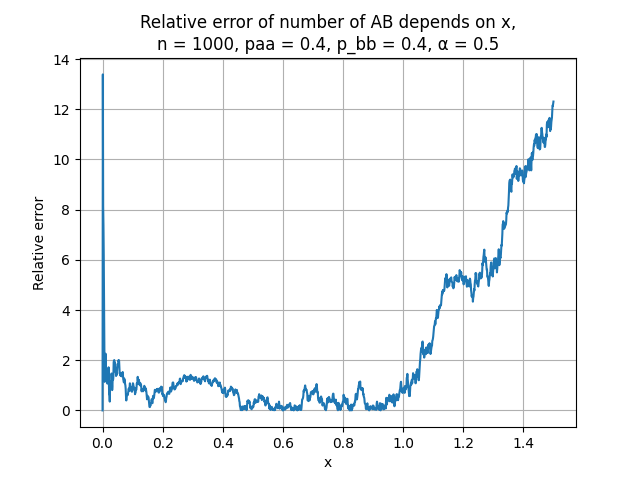 Relative error of number of AB depends on x,
n = 1000, paa = 0.4, p_bb = 0.4, α = 0.5
14
12
10
8
6
4
2
0
Relative error
0.0 0.2 0.4 0.6 0.8 1.0 1.2 1.4
x